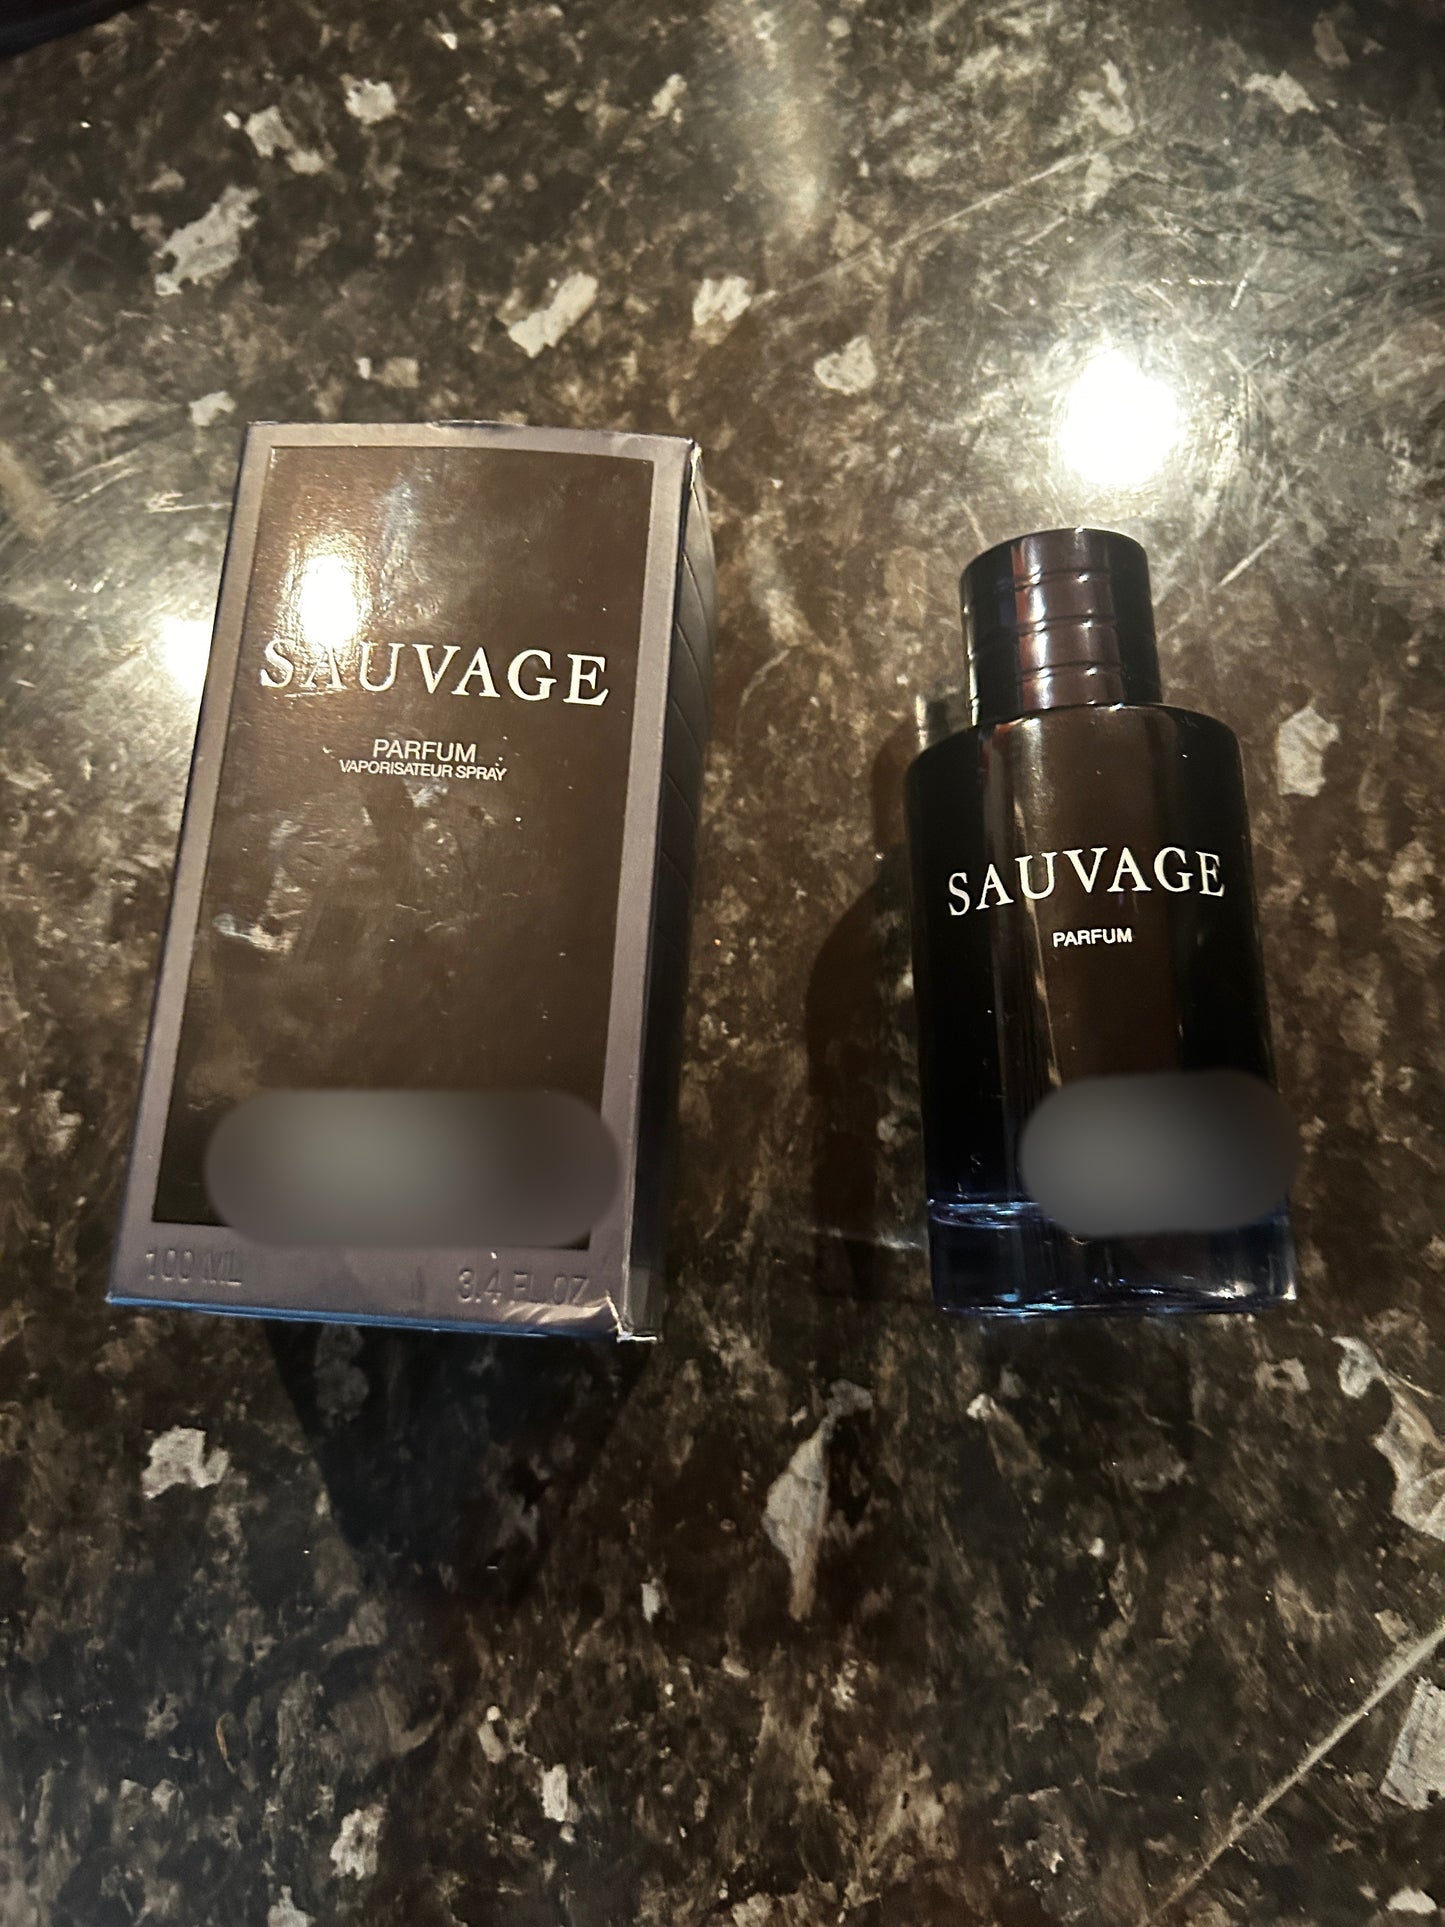 SAUVAGE
PARFUM
VAPORISATEUR SPRAY
100 ML
3.4 FL.OZ
SAUVAGE
PARFUM